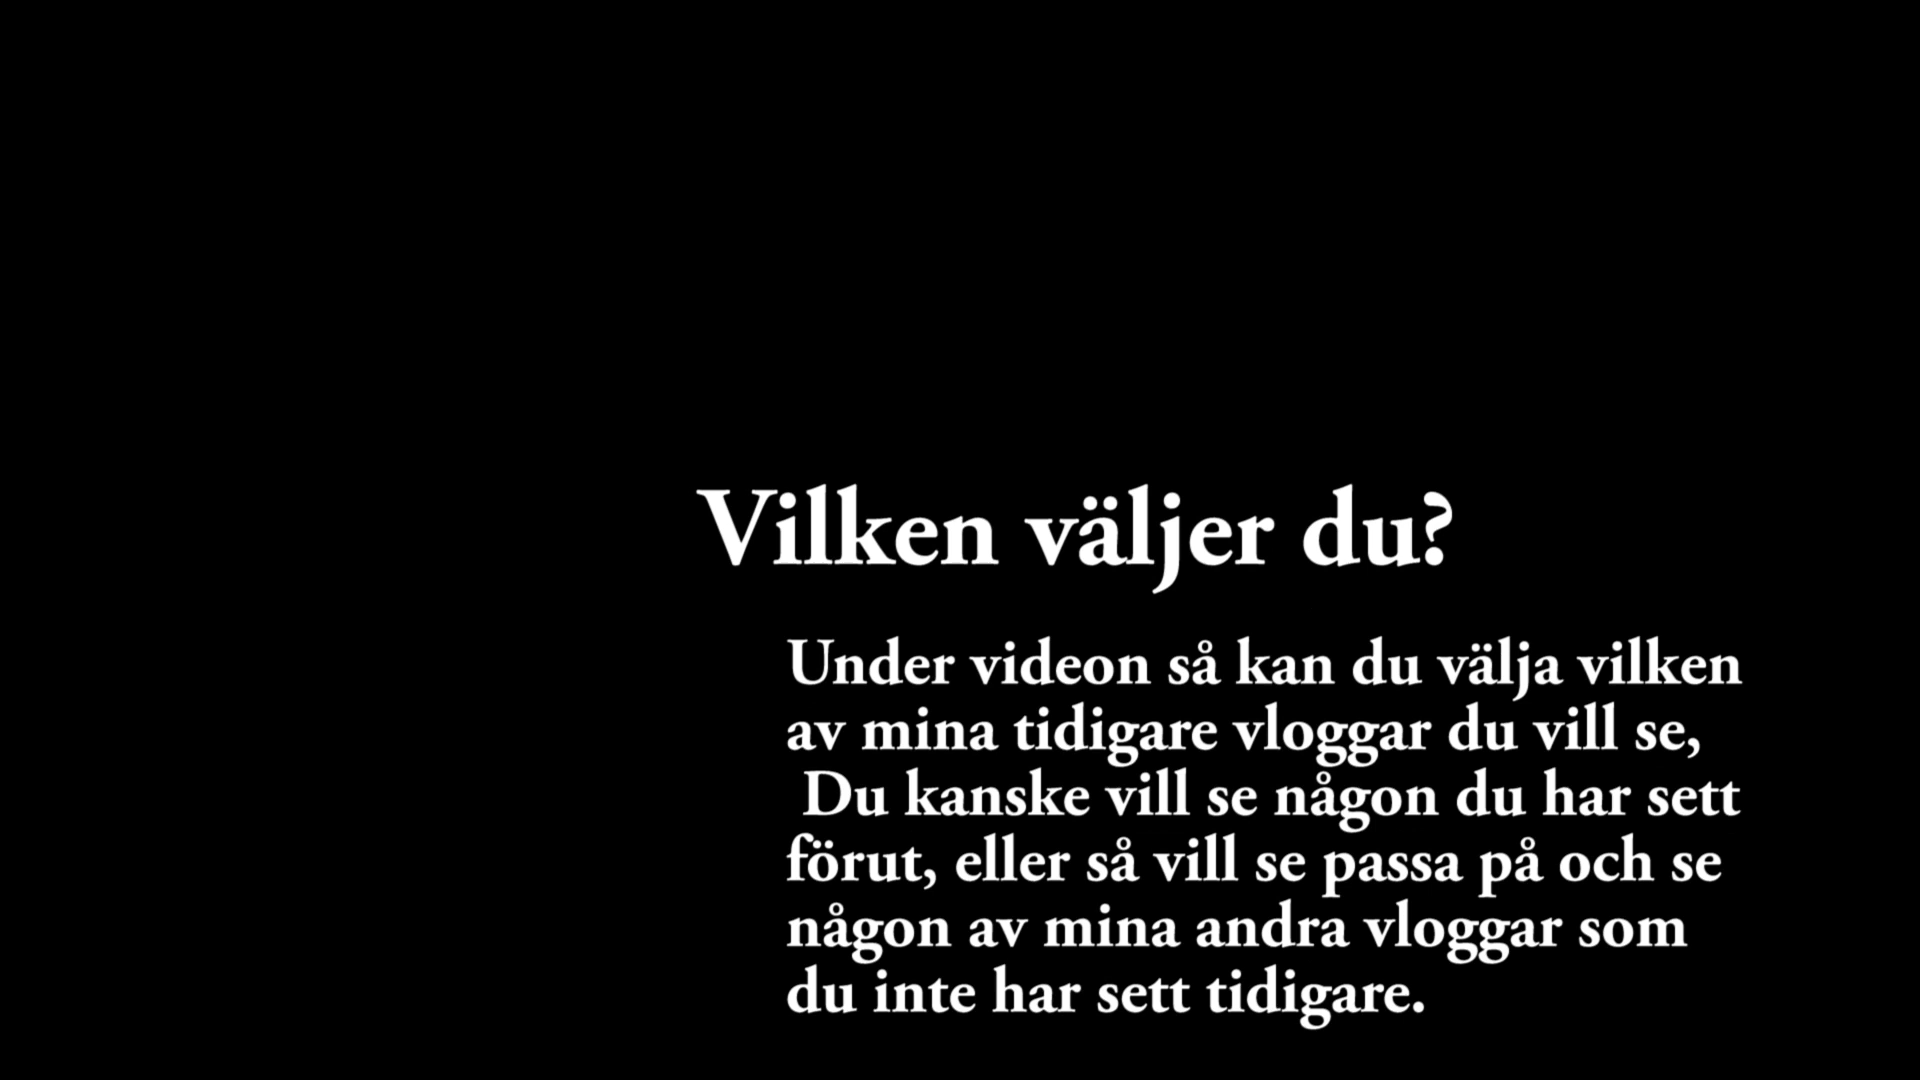 Vilken väljer du?
Under videon så kan du välja vilken
av mina tidigare vloggar du vill se,
Du kanske vill se någon du har sett
förut, eller så vill se passa på och se
någon av mina andra vloggar som
du inte har sett tidigare.